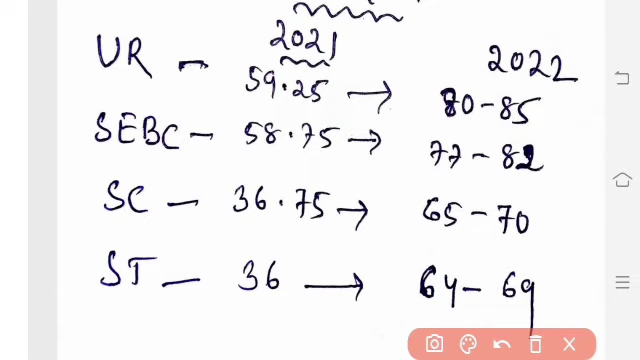 2021 2022
UR - 59.25 → 80-85
SEBC - 58.75 → 77-82
SC - 36.75 → 65-70
ST - 36 → 64-69